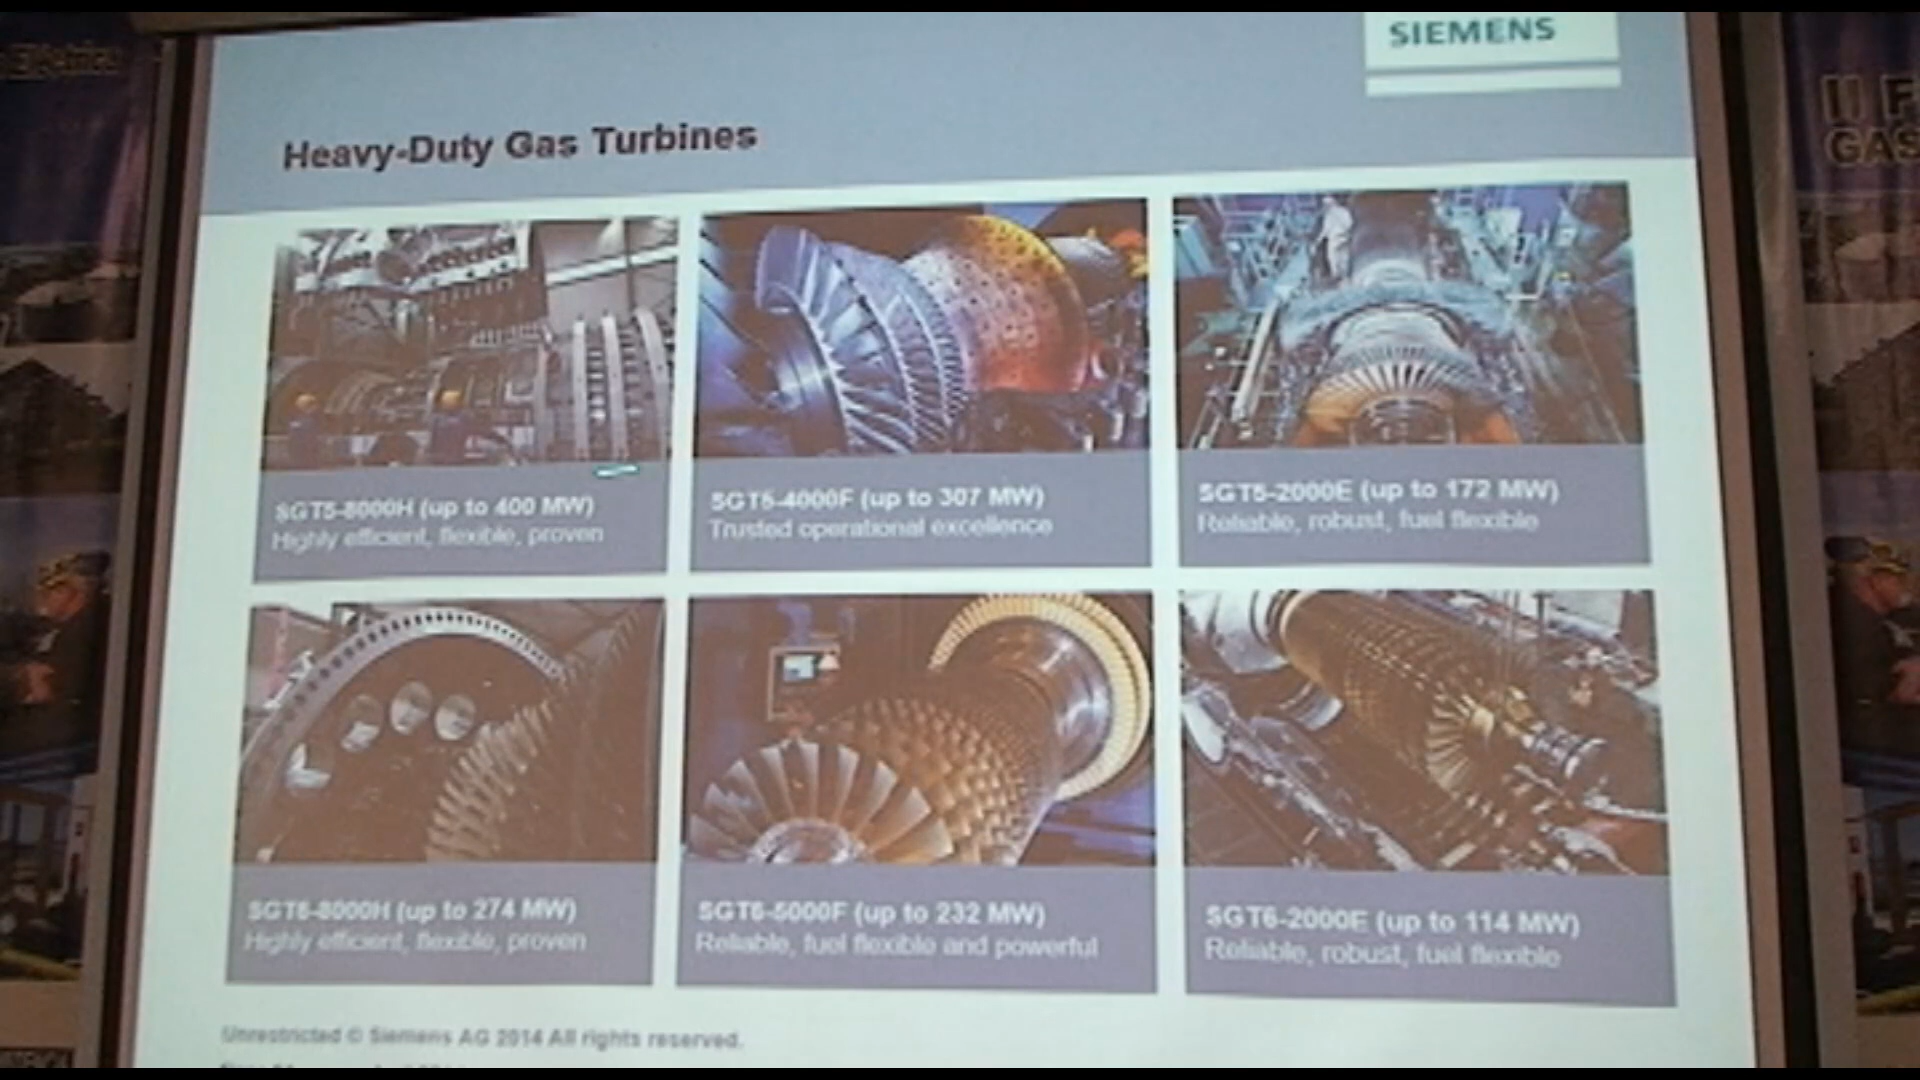 SIEMENS
II F
GAS
Heavy-Duty Gas Turbines
SGT5-8000H (up to 400 MW)
Highly efficient, flexible, proven
SGT5-4000F (up to 307 MW)
Trusted operational excellence
SGT5-2000E (up to 172 MW)
Reliable, robust, fuel flexible
SGT6-8000H (up to 274 MW)
Highly efficient, flexible, proven
SGT6-5000F (up to 232 MW)
Reliable, fuel flexible and powerful
SGT6-2000E (up to 114 MW)
Reliable, robust, fuel flexible
Unrestricted © Siemens AG 2014 All rights reserved.